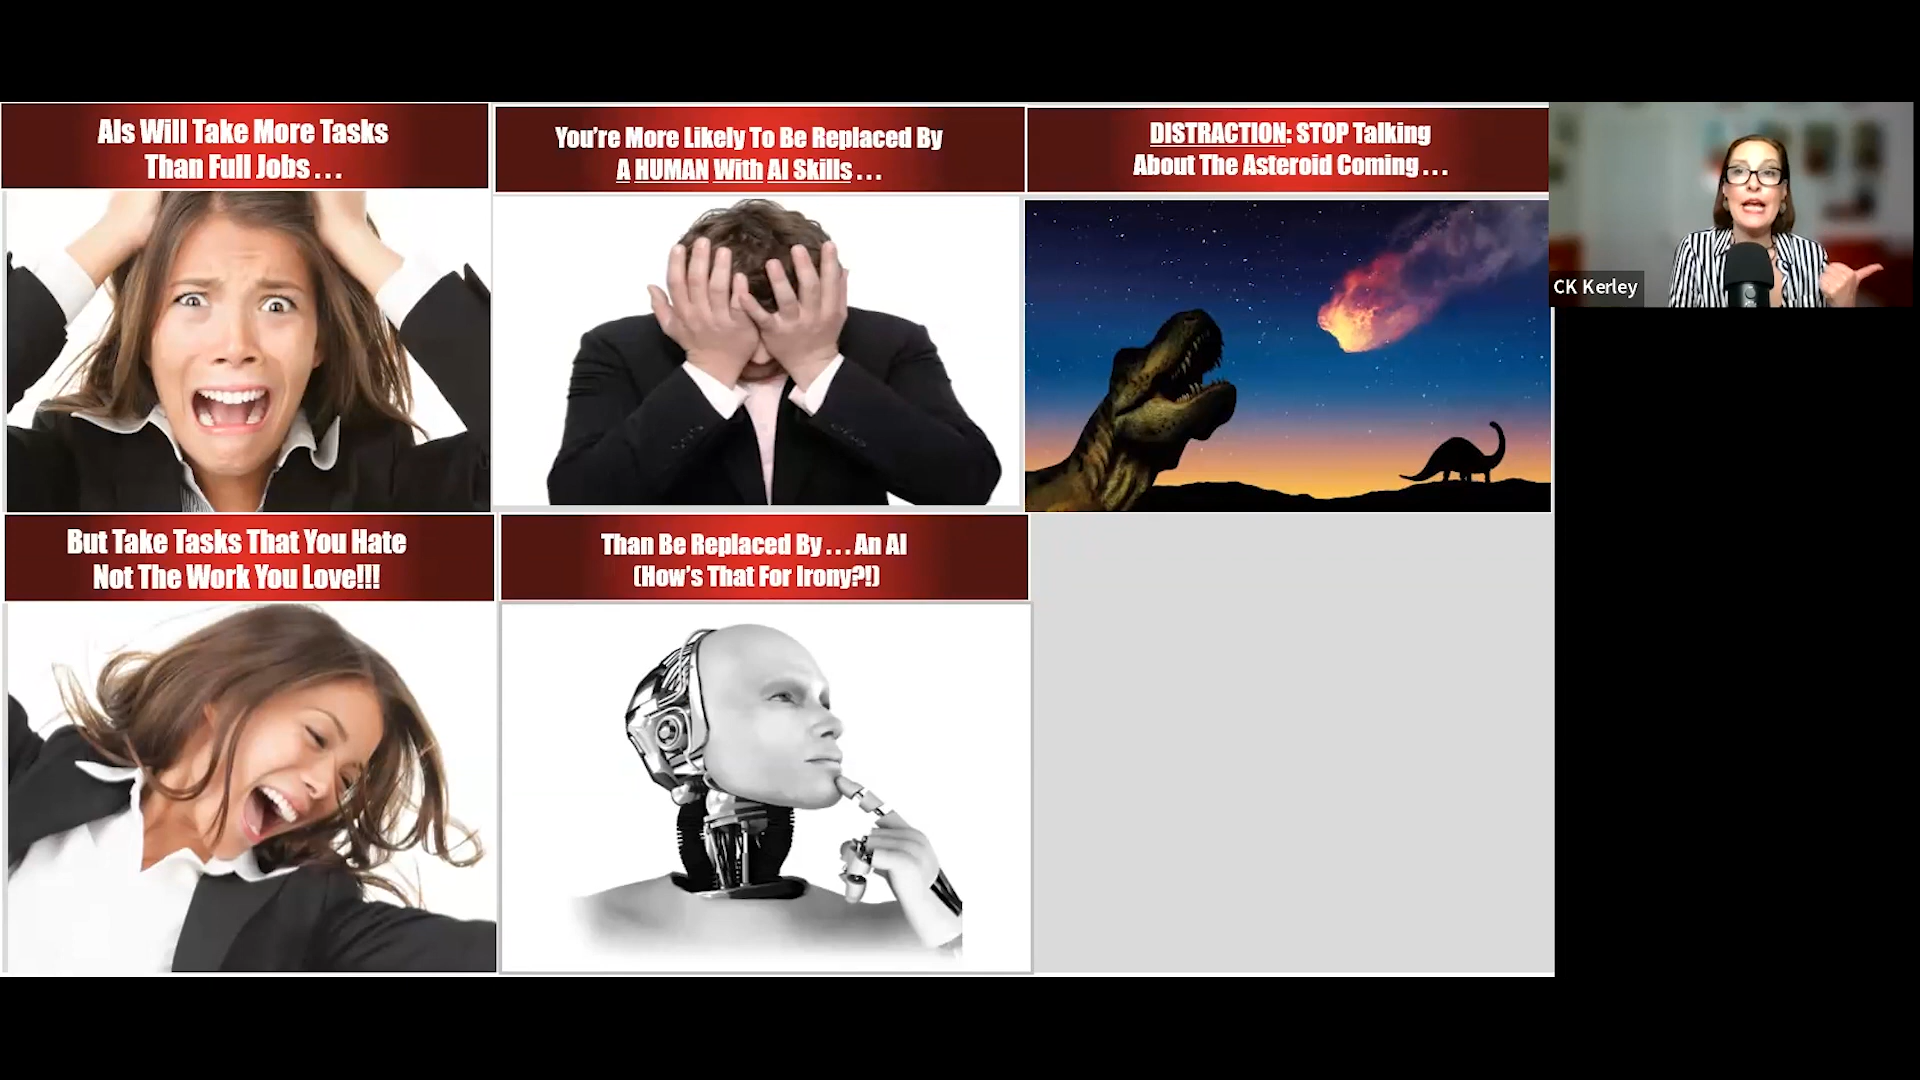 AIs Will Take More Tasks
Than Full Jobs . . .
You're More Likely To Be Replaced By
A HUMAN With AI Skills . . .
DISTRACTION: STOP Talking
About The Asteroid Coming . . .
CK Kerley
But Take Tasks That You Hate
Not The Work You Love!!!
Than Be Replaced By . . . An AI
(How's That For Irony?!)